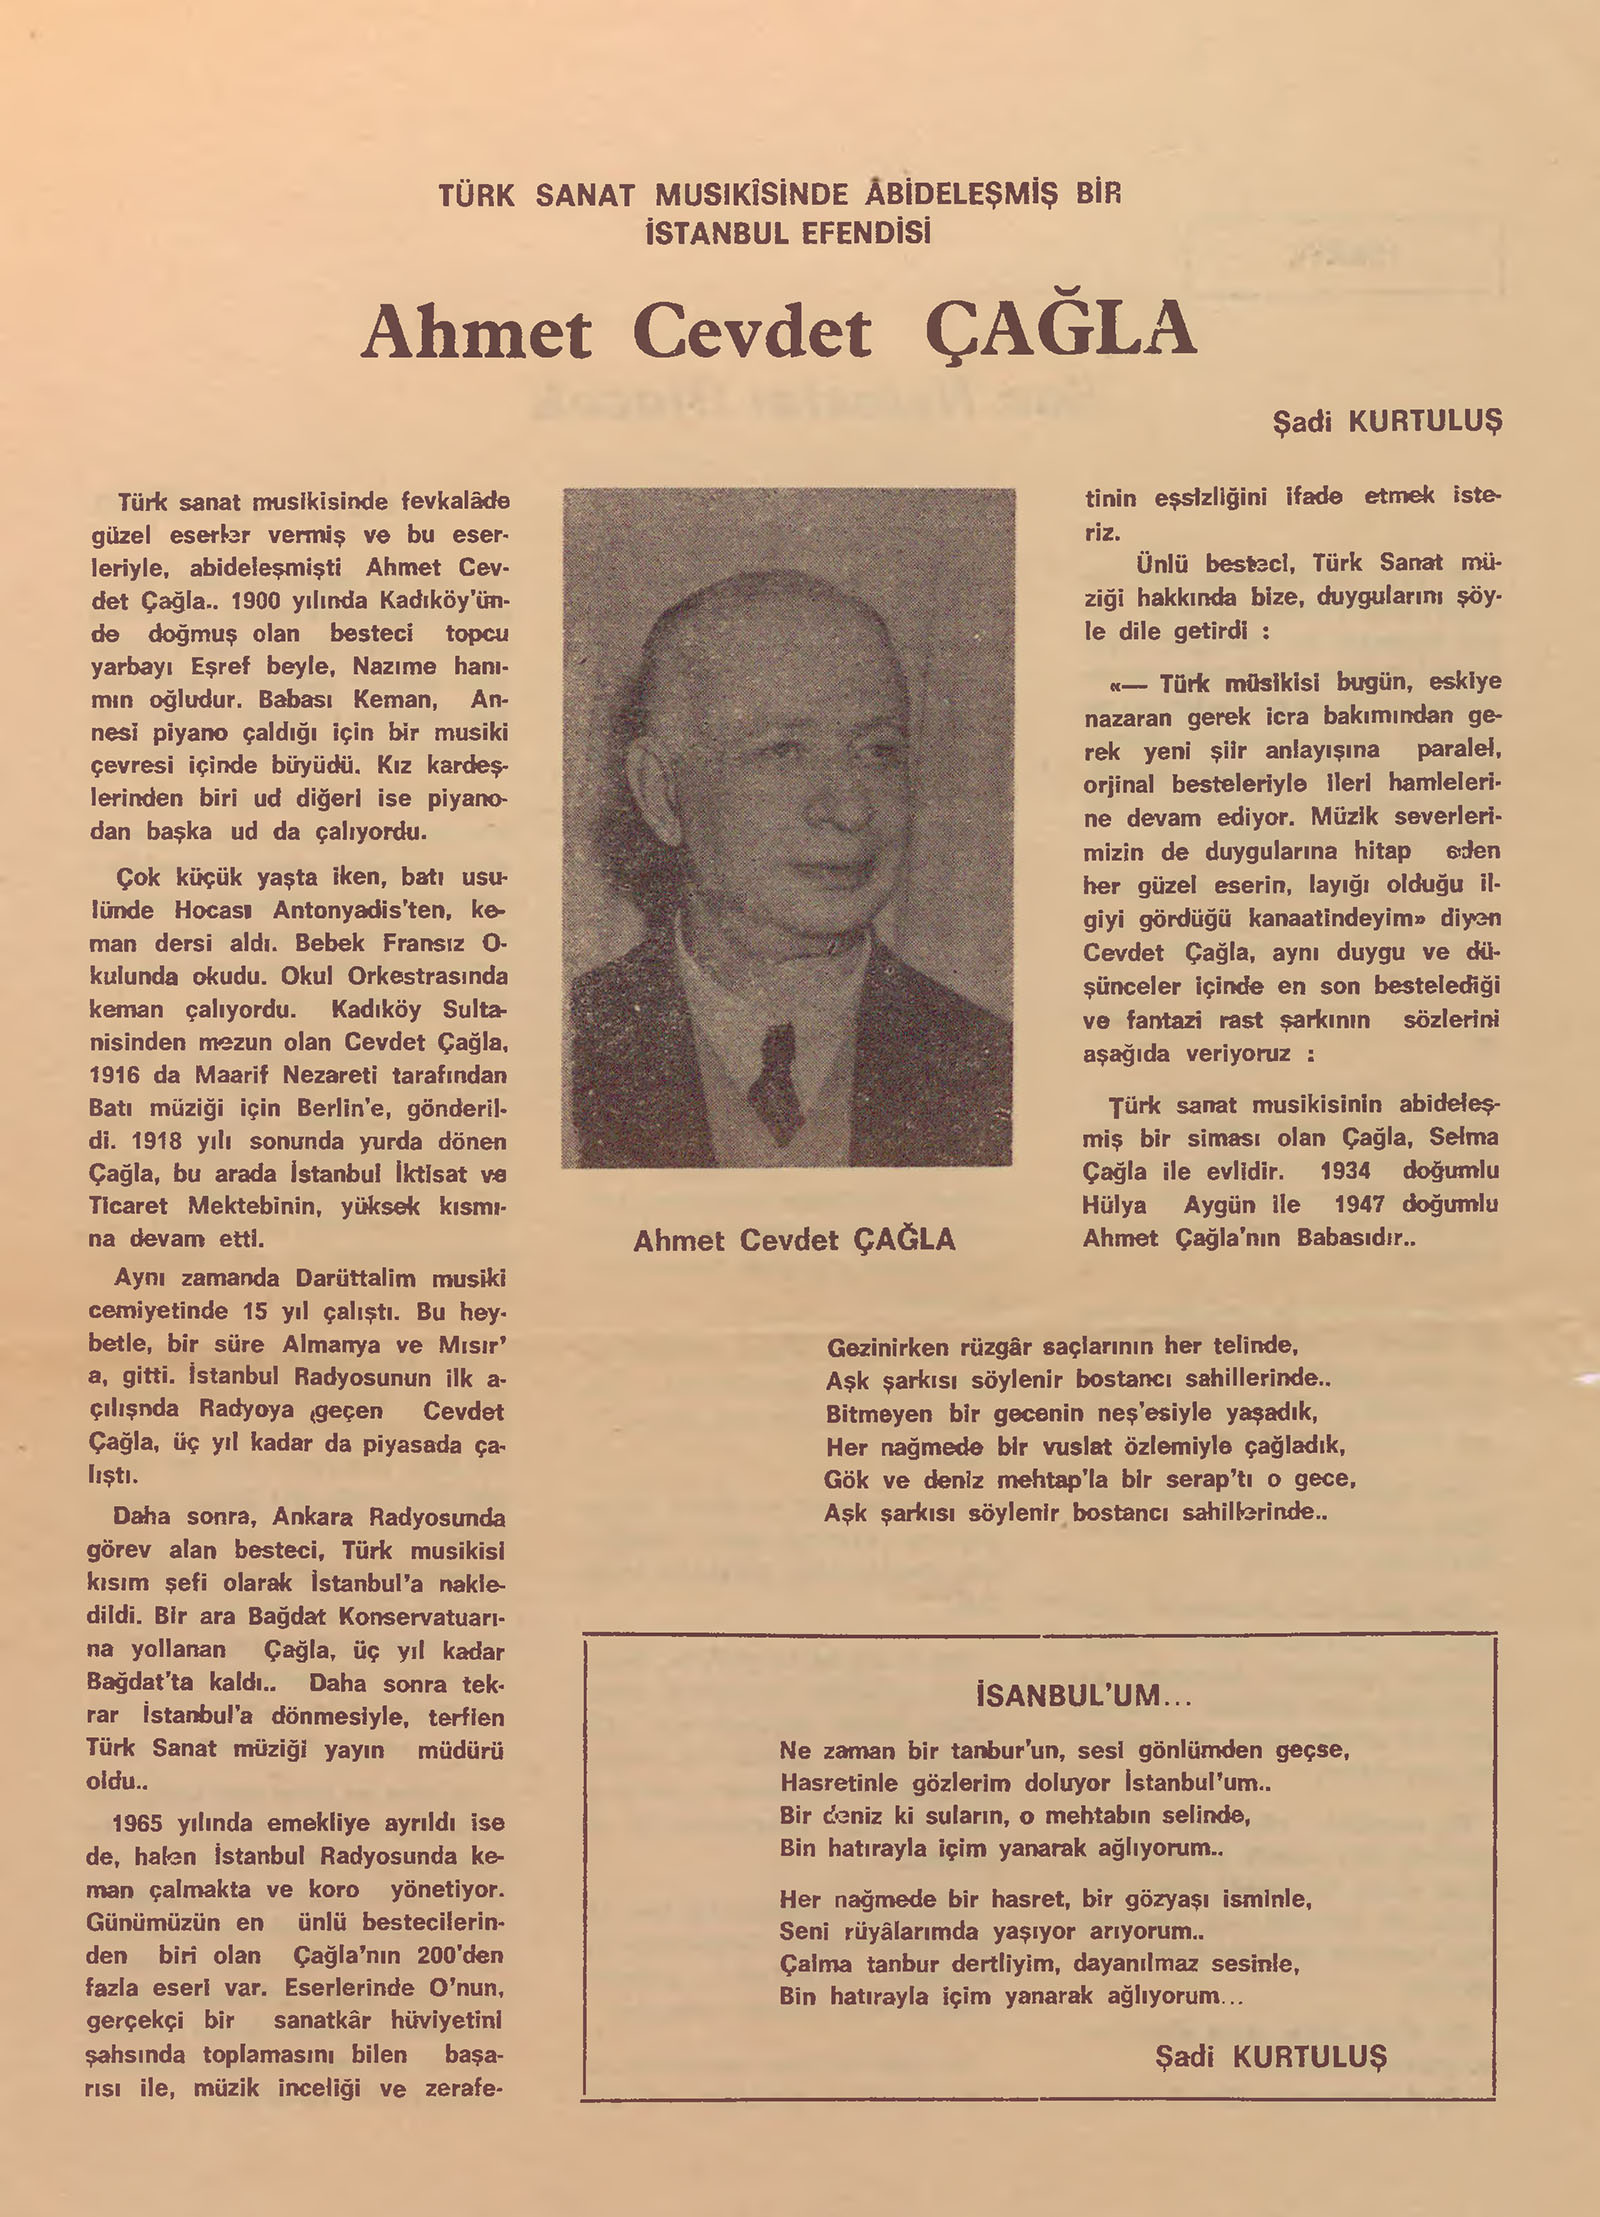 TÜRK SANAT MUSIKÎSİNDE ÂBİDELEŞMİŞ BİR
İSTANBUL EFENDİSİ
Ahmet Cevdet ÇAĞLA
Şadi KURTULUŞ
Türk sanat musikisinde fevkalâde
güzel eserler vermiş ve bu eser-
leriyle, abideleşmişti Ahmet Cev-
det Çağla.. 1900 yılında Kadıköy'ün-
de doğmuş olan besteci topcu
yarbayı Eşref beyle, Nazıme hanı-
mın oğludur. Babası Keman, An-
nesi piyano çaldığı için bir musiki
çevresi içinde büyüdü. Kız kardeş-
lerinden biri ud diğeri ise piyano-
dan başka ud da çalıyordu.
Çok küçük yaşta iken, batı usu-
lünde Hocası Antonyadis'ten, ke-
man dersi aldı. Bebek Fransız O-
kulunda okudu. Okul Orkestrasında
keman çalıyordu. Kadıköy Sulta-
nisinden mezun olan Cevdet Çağla,
1916 da Maarif Nezareti tarafından
Batı müziği için Berlin'e, gönderil-
di. 1918 yılı sonunda yurda dönen
Çağla, bu arada İstanbul İktisat ve
Ticaret Mektebinin, yüksek kısmı-
na devam etti.
Aynı zamanda Darüttalim musiki
cemiyetinde 15 yıl çalıştı. Bu hey-
betle, bir süre Almanya ve Mısır'
a, gitti. İstanbul Radyosunun ilk a-
çılışnda Radyoya geçen Cevdet
Çağla, üç yıl kadar da piyasada ça-
lıştı.
Daha sonra, Ankara Radyosunda
görev alan besteci, Türk musikisi
kısım şefi olarak İstanbul'a nakle-
dildi. Bir ara Bağdat Konservatuarı-
na yollanan Çağla, üç yıl kadar
Bağdat'ta kaldı.. Daha sonra tek-
rar İstanbul'a dönmesiyle, terfien
Türk Sanat müziği yayın müdürü
oldu..
1965 yılında emekliye ayrıldı ise
de, halen İstanbul Radyosunda ke-
man çalmakta ve koro yönetiyor.
Günümüzün en ünlü bestecilerin-
den biri olan Çağla'nın 200'den
fazla eseri var. Eserlerinde O'nun,
gerçekçi bir sanatkâr hüviyetini
şahsında toplamasını bilen başa-
rısı ile, müzik inceliği ve zerafe-
Ahmet Cevdet ÇAĞLA
tinin eşsizliğini ifade etmek iste-
riz.
Ünlü besteci, Türk Sanat mü-
ziği hakkında bize, duygularını şöy-
le dile getirdi :
«— Türk mûsikisi bugün, eskiye
nazaran gerek icra bakımından ge-
rek yeni şiir anlayışına paralel,
orjinal besteleriyle ileri hamleleri-
ne devam ediyor. Müzik severleri-
mizin de duygularına hitap eden
her güzel eserin, layığı olduğu il-
giyi gördüğü kanaatindeyim» diyen
Cevdet Çağla, aynı duygu ve dü-
şünceler içinde en son bestelediği
ve fantazi rast şarkının sözlerini
aşağıda veriyoruz :
Türk sanat musikisinin abideleş-
miş bir siması olan Çağla, Selma
Çağla ile evlidir. 1934 doğumlu
Hülya Aygün ile 1947 doğumlu
Ahmet Çağla'nın Babasıdır..
Gezinirken rüzgâr saçlarının her telinde,
Aşk şarkısı söylenir bostancı sahillerinde..
Bitmeyen bir gecenin neş'esiyle yaşadık,
Her nağmede bir vuslat özlemiyle çağladık,
Gök ve deniz mehtap'la bir serap'tı o gece,
Aşk şarkısı söylenir bostancı sahillerinde..
İSANBUL'UM...
Ne zaman bir tanbur'un, sesi gönlümden geçse,
Hasretinle gözlerim doluyor İstanbul'um..
Bir deniz ki suların, o mehtabın selinde,
Bin hatırayla içim yanarak ağlıyorum..
Her nağmede bir hasret, bir gözyaşı isminle,
Seni rüyâlarımda yaşıyor arıyorum..
Çalma tanbur dertliyim, dayanılmaz sesinle,
Bin hatırayla içim yanarak ağlıyorum...
Şadi KURTULUŞ